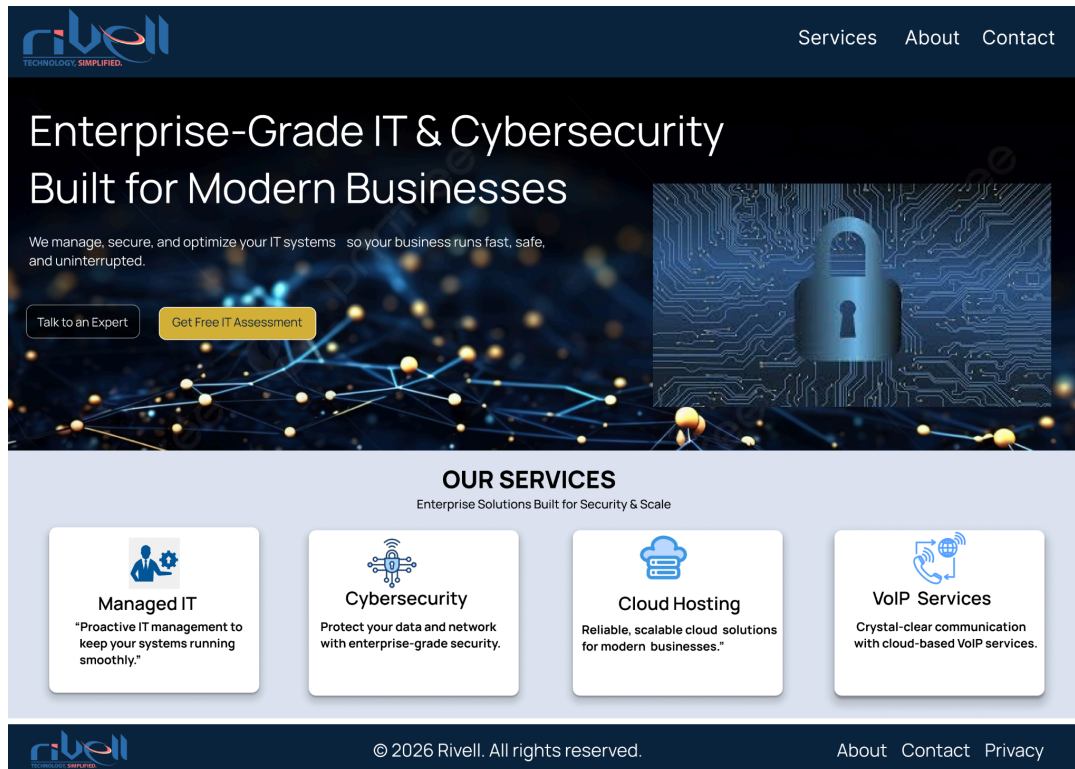 rivell
TECHNOLOGY, SIMPLIFIED.
Services About Contact
Enterprise-Grade IT & Cybersecurity
Built for Modern Businesses
We manage, secure, and optimize your IT systems so your business runs fast, safe,
and uninterrupted.
Talk to an Expert
Get Free IT Assessment
OUR SERVICES
Enterprise Solutions Built for Security & Scale
Managed IT
“Proactive IT management to
keep your systems running
smoothly.”
Cybersecurity
Protect your data and network
with enterprise-grade security.
Cloud Hosting
Reliable, scalable cloud solutions
for modern businesses.”
VoIP Services
Crystal-clear communication
with cloud-based VoIP services.
rivell
TECHNOLOGY, SIMPLIFIED.
© 2026 Rivell. All rights reserved.
About Contact Privacy